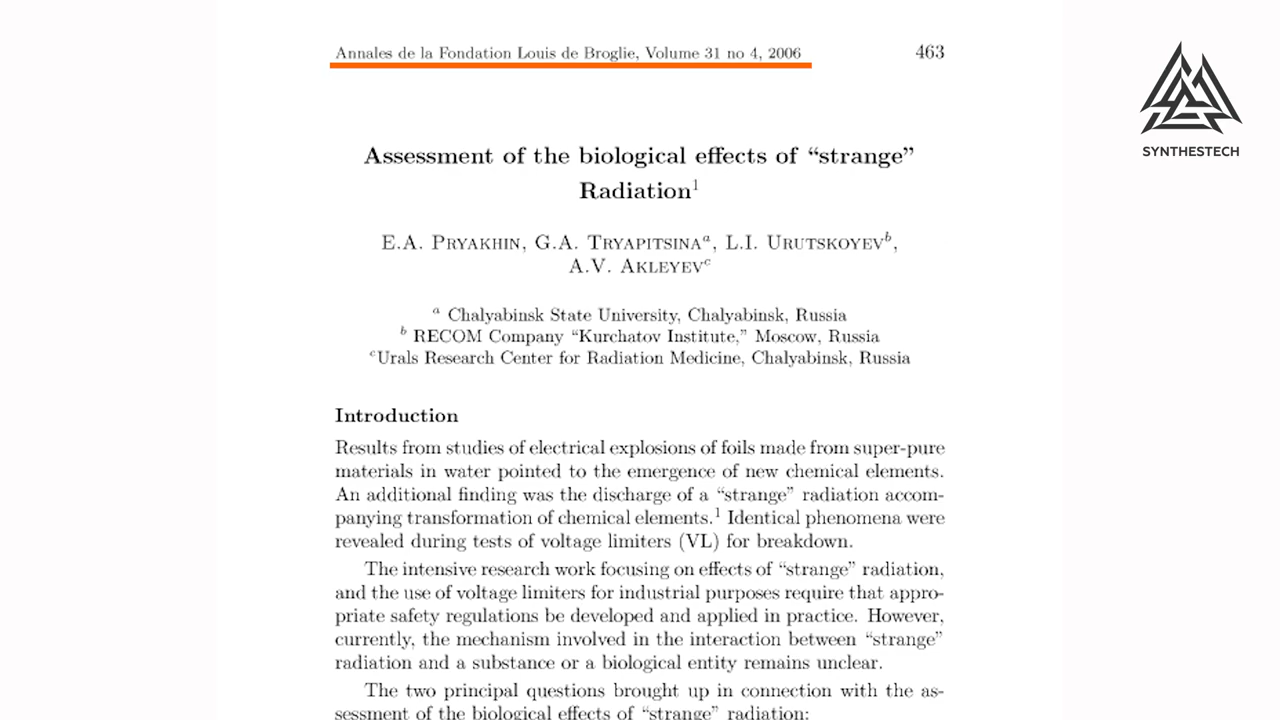 Annales de la Fondation Louis de Broglie, Volume 31 no 4, 2006 463
SYNTHESTECH
Assessment of the biological effects of “strange”
Radiation¹
E.A. PRYAKHIN, G.A. TRYAPITSINAᵃ, L.I. URUTSKOYEVᵇ,
A.V. AKLEYEVᶜ
ᵃ Chalyabinsk State University, Chalyabinsk, Russia
ᵇ RECOM Company “Kurchatov Institute,” Moscow, Russia
ᶜUrals Research Center for Radiation Medicine, Chalyabinsk, Russia
Introduction
Results from studies of electrical explosions of foils made from super-pure
materials in water pointed to the emergence of new chemical elements.
An additional finding was the discharge of a “strange” radiation accom-
panying transformation of chemical elements.¹ Identical phenomena were
revealed during tests of voltage limiters (VL) for breakdown.
The intensive research work focusing on effects of “strange” radiation,
and the use of voltage limiters for industrial purposes require that appro-
priate safety regulations be developed and applied in practice. However,
currently, the mechanism involved in the interaction between “strange”
radiation and a substance or a biological entity remains unclear.
The two principal questions brought up in connection with the as-
sessment of the biological effects of “strange” radiation: